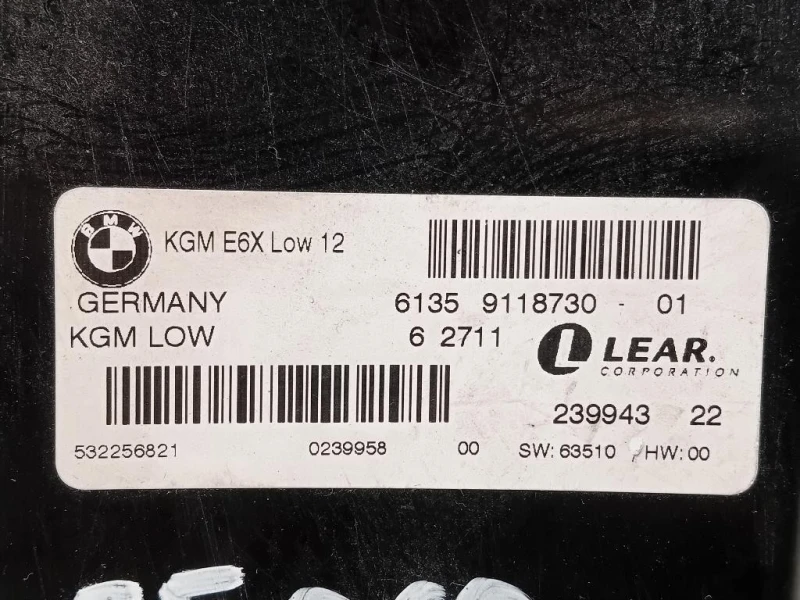 BMW
KGM E6X Low 12
GERMANY 6135 9118730 - 01
KGM LOW 6 2711
L LEAR.
CORPORATION
239943 22
532256821 0239958 00 SW: 63510 HW: 00